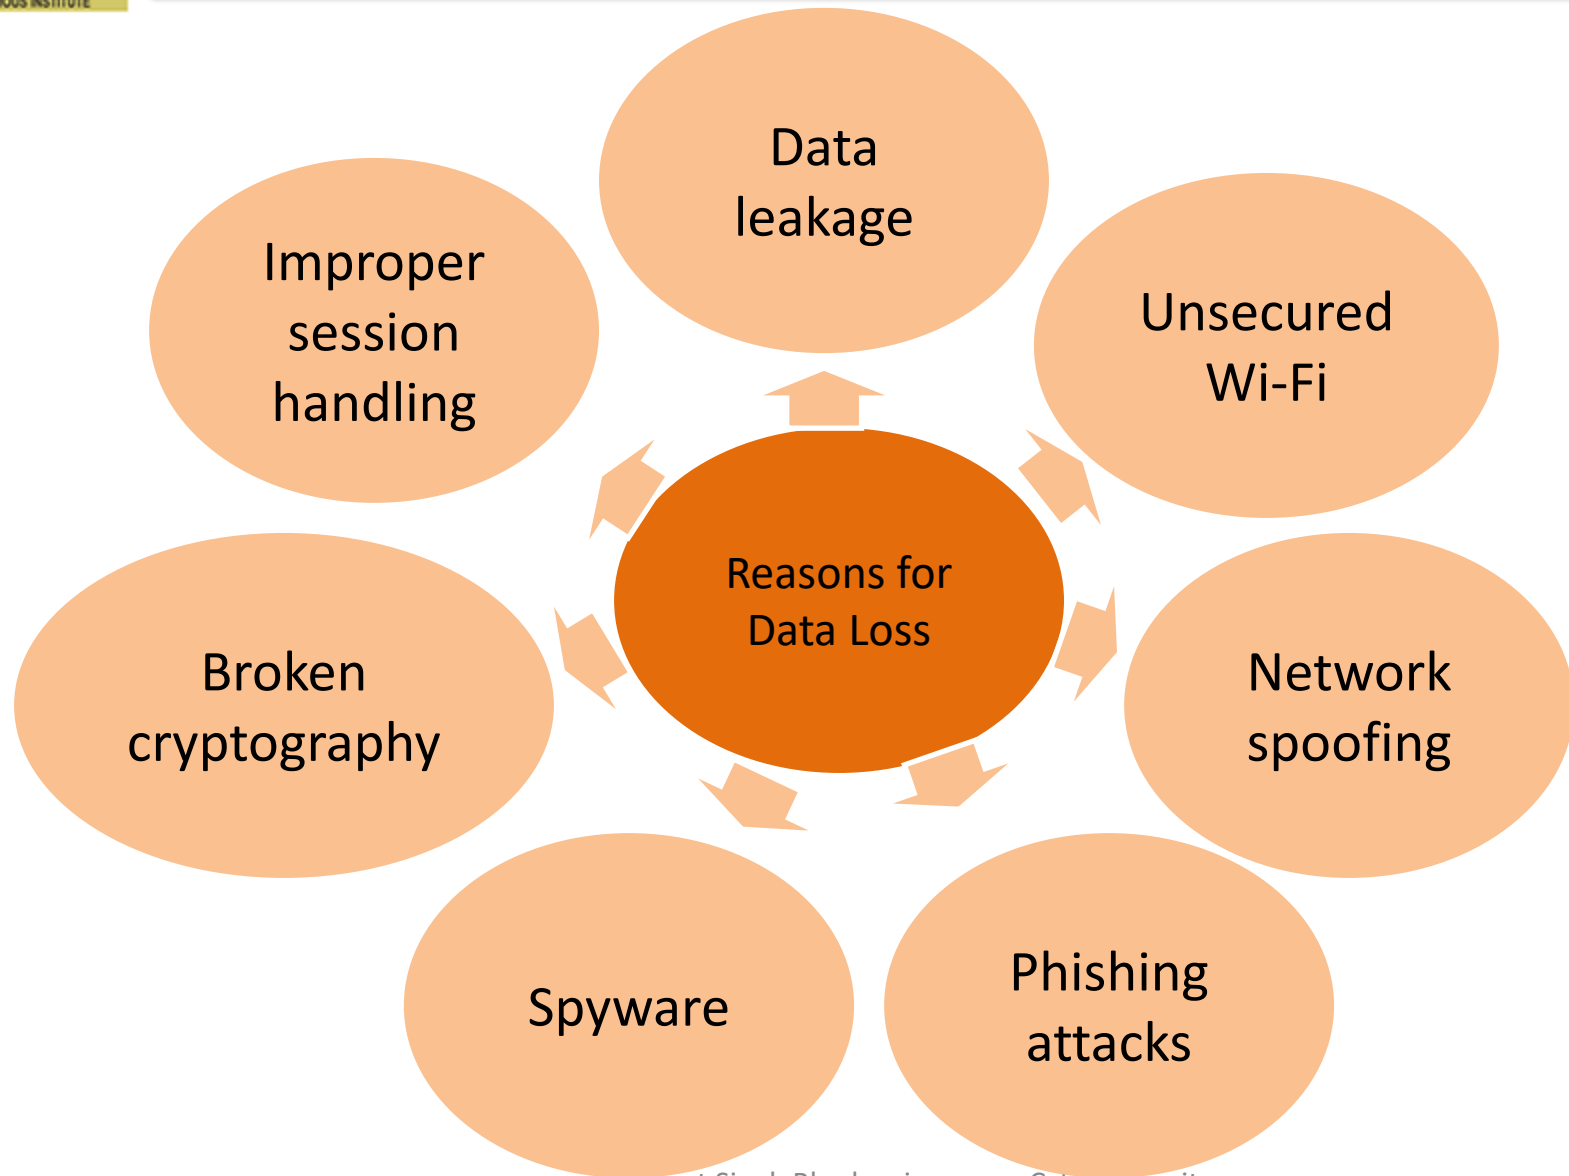 INSTITUTE
Data
leakage
Unsecured
Wi-Fi
Network
spoofing
Phishing
attacks
Spyware
Broken
cryptography
Improper
session
handling
Reasons for
Data Loss